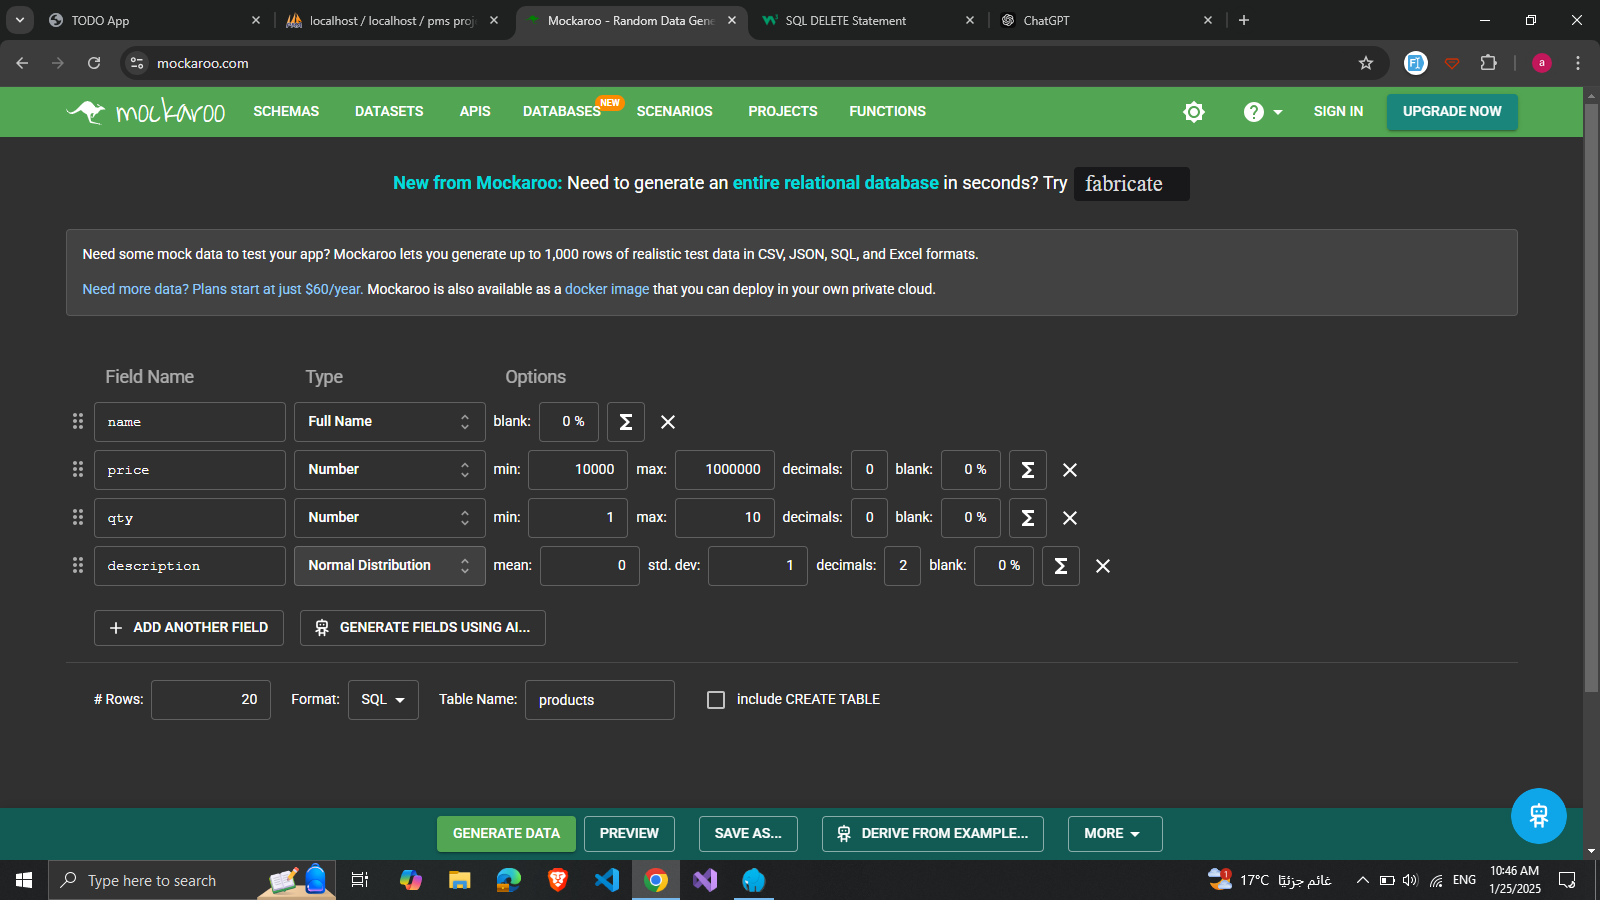 TODO App
localhost / localhost / pms proj
Mockaroo - Random Data Gene
SQL DELETE Statement
ChatGPT
mockaroo.com
a
mockaroo
SCHEMAS
DATASETS
APIS
DATABASES
NEW
SCENARIOS
PROJECTS
FUNCTIONS
SIGN IN
UPGRADE NOW
New from Mockaroo: Need to generate an entire relational database in seconds? Try fabricate
Need some mock data to test your app? Mockaroo lets you generate up to 1,000 rows of realistic test data in CSV, JSON, SQL, and Excel formats.
Need more data? Plans start at just $60/year. Mockaroo is also available as a docker image that you can deploy in your own private cloud.
Field Name Type Options
name Full Name blank: 0 % Σ
price Number min: 10000 max: 1000000 decimals: 0 blank: 0 % Σ
qty Number min: 1 max: 10 decimals: 0 blank: 0 % Σ
description Normal Distribution mean: 0 std. dev: 1 decimals: 2 blank: 0 % Σ
+ ADD ANOTHER FIELD
GENERATE FIELDS USING AI...
# Rows: 20 Format: SQL Table Name: products include CREATE TABLE
GENERATE DATA
PREVIEW
SAVE AS...
DERIVE FROM EXAMPLE...
MORE
Type here to search
1
17°C غائم جزئيًا
ENG
10:46 AM
1/25/2025